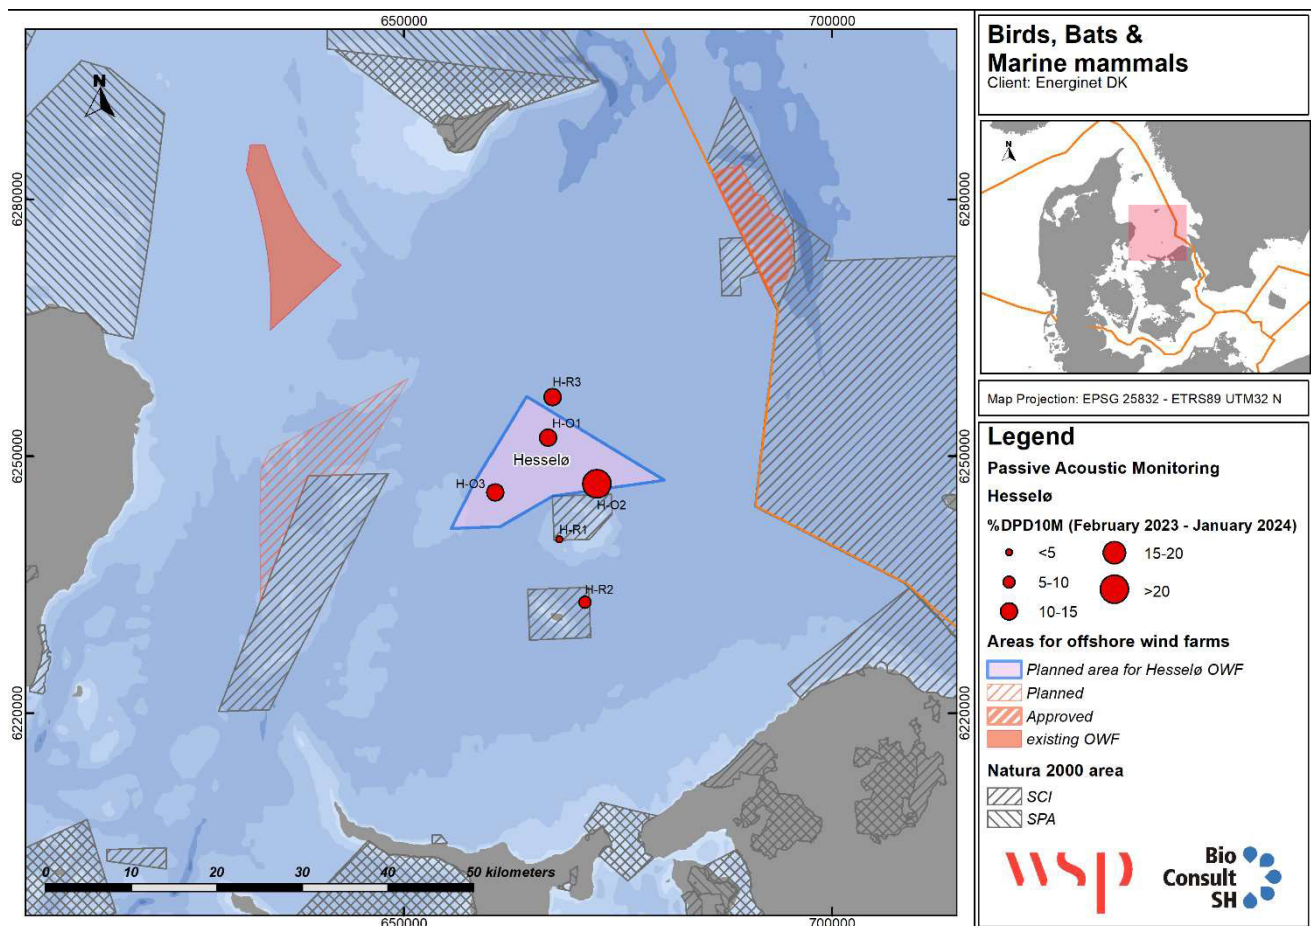 650000
700000
N
6280000
6280000
H-R3
H-O1
Hesselø
6250000
6250000
H-O3
H-O2
H-R1
H-R2
6220000
6220000
0 10 20 30 40 50 kilometers
650000
700000
Birds, Bats &
Marine mammals
Client: Energinet DK
N
Map Projection: EPSG 25832 - ETRS89 UTM32 N
Legend
Passive Acoustic Monitoring
Hesselø
%DPD10M (February 2023 - January 2024)
<5
15-20
5-10
>20
10-15
Areas for offshore wind farms
Planned area for Hesselø OWF
Planned
Approved
existing OWF
Natura 2000 area
SCI
SPA
wsp
Bio
Consult
SH